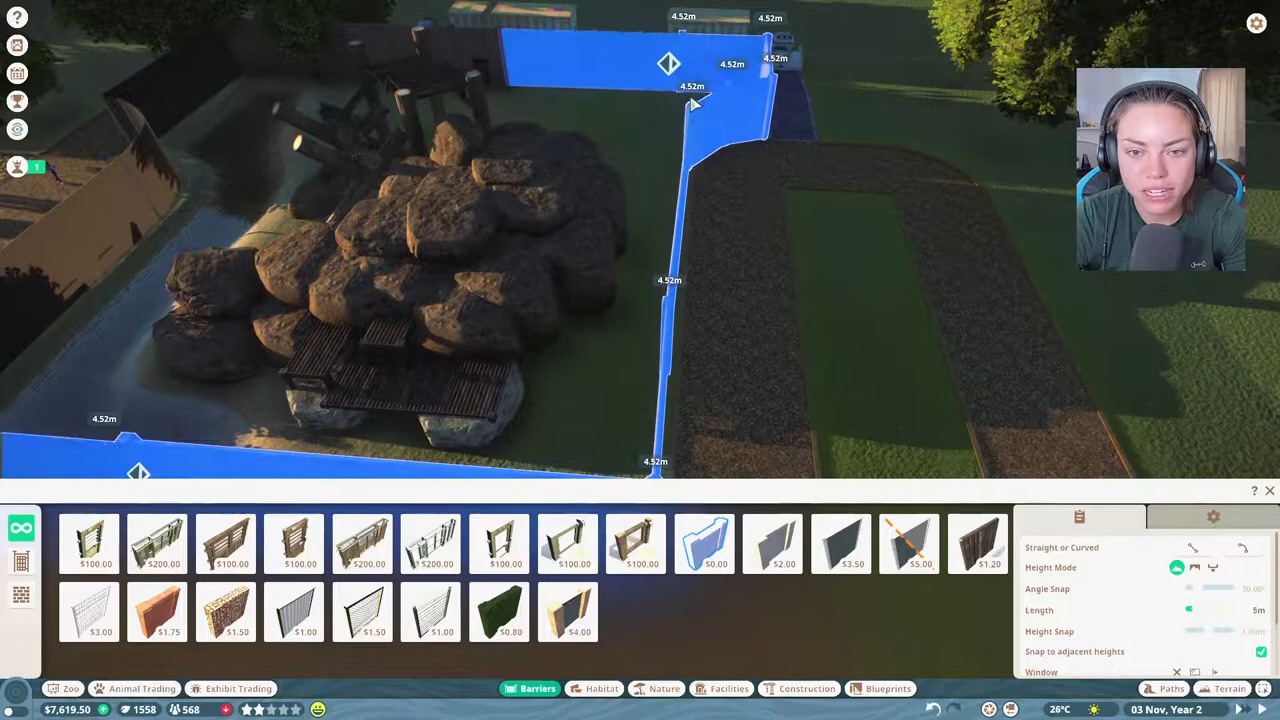 4.52m
4.52m
4.52m
4.52m
4.52m
4.52m
4.52m
4.52m
1
$100.00
$200.00
$100.00
$100.00
$200.00
$200.00
$100.00
$100.00
$100.00
$0.00
$2.00
$3.50
$5.00
$1.20
$3.00
$1.75
$1.50
$1.00
$1.50
$1.00
$0.80
$4.00
Straight or Curved
Height Mode
Angle Snap 30.00°
Length 5m
Height Snap 1.00m
Snap to adjacent heights
Window
Zoo
Animal Trading
Exhibit Trading
Barriers
Habitat
Nature
Facilities
Construction
Blueprints
Paths
Terrain
$7,619.50
1558
568
26°C
03 Nov, Year 2